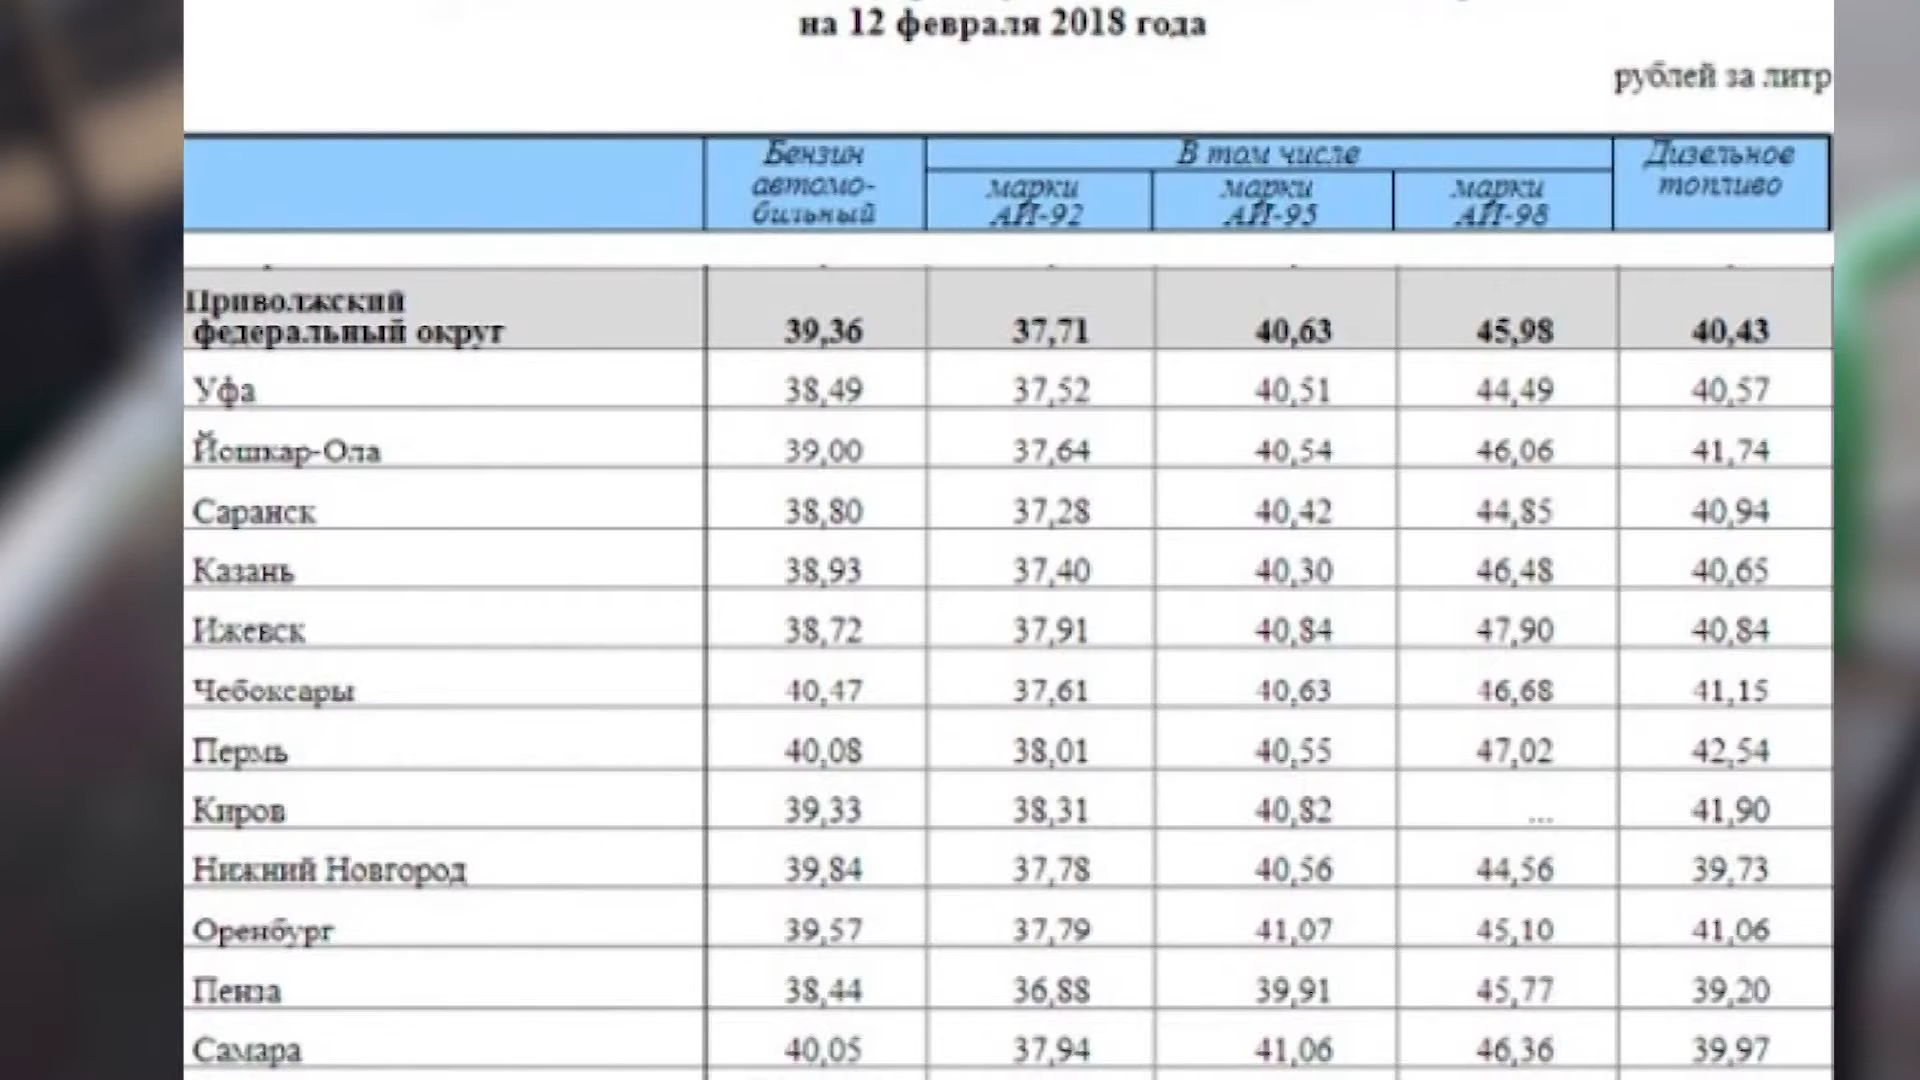 на 12 февраля 2018 года
рублей за литр
Бензин автомо-бильный В том числе Дизельное топливо
марки АИ-92 марки АИ-95 марки АИ-98
Приволжский
федеральный округ 39,36 37,71 40,63 45,98 40,43
Уфа 38,49 37,52 40,51 44,49 40,57
Йошкар-Ола 39,00 37,64 40,54 46,06 41,74
Саранск 38,80 37,28 40,42 44,85 40,94
Казань 38,93 37,40 40,30 46,48 40,65
Ижевск 38,72 37,91 40,84 47,90 40,84
Чебоксары 40,47 37,61 40,63 46,68 41,15
Пермь 40,08 38,01 40,55 47,02 42,54
Киров 39,33 38,31 40,82 ... 41,90
Нижний Новгород 39,84 37,78 40,56 44,56 39,73
Оренбург 39,57 37,79 41,07 45,10 41,06
Пенза 38,44 36,88 39,91 45,77 39,20
Самара 40,05 37,94 41,06 46,36 39,97